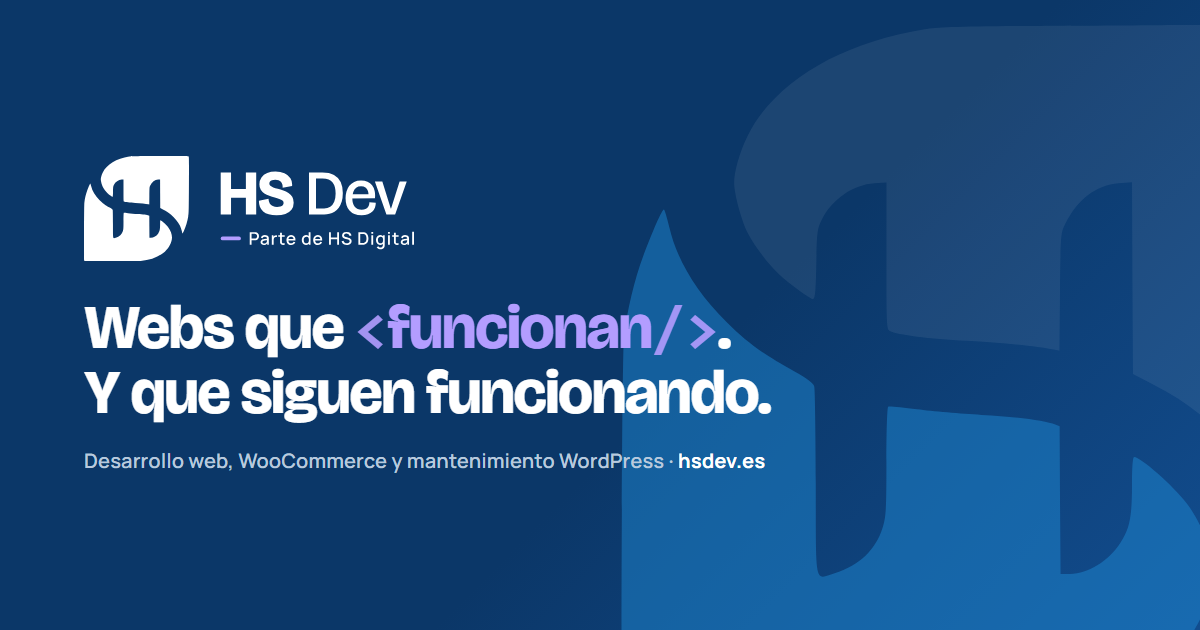 HS Dev
Parte de HS Digital
Webs que <funcionan/>.
Y que siguen funcionando.
Desarrollo web, WooCommerce y mantenimiento WordPress · hsdev.es